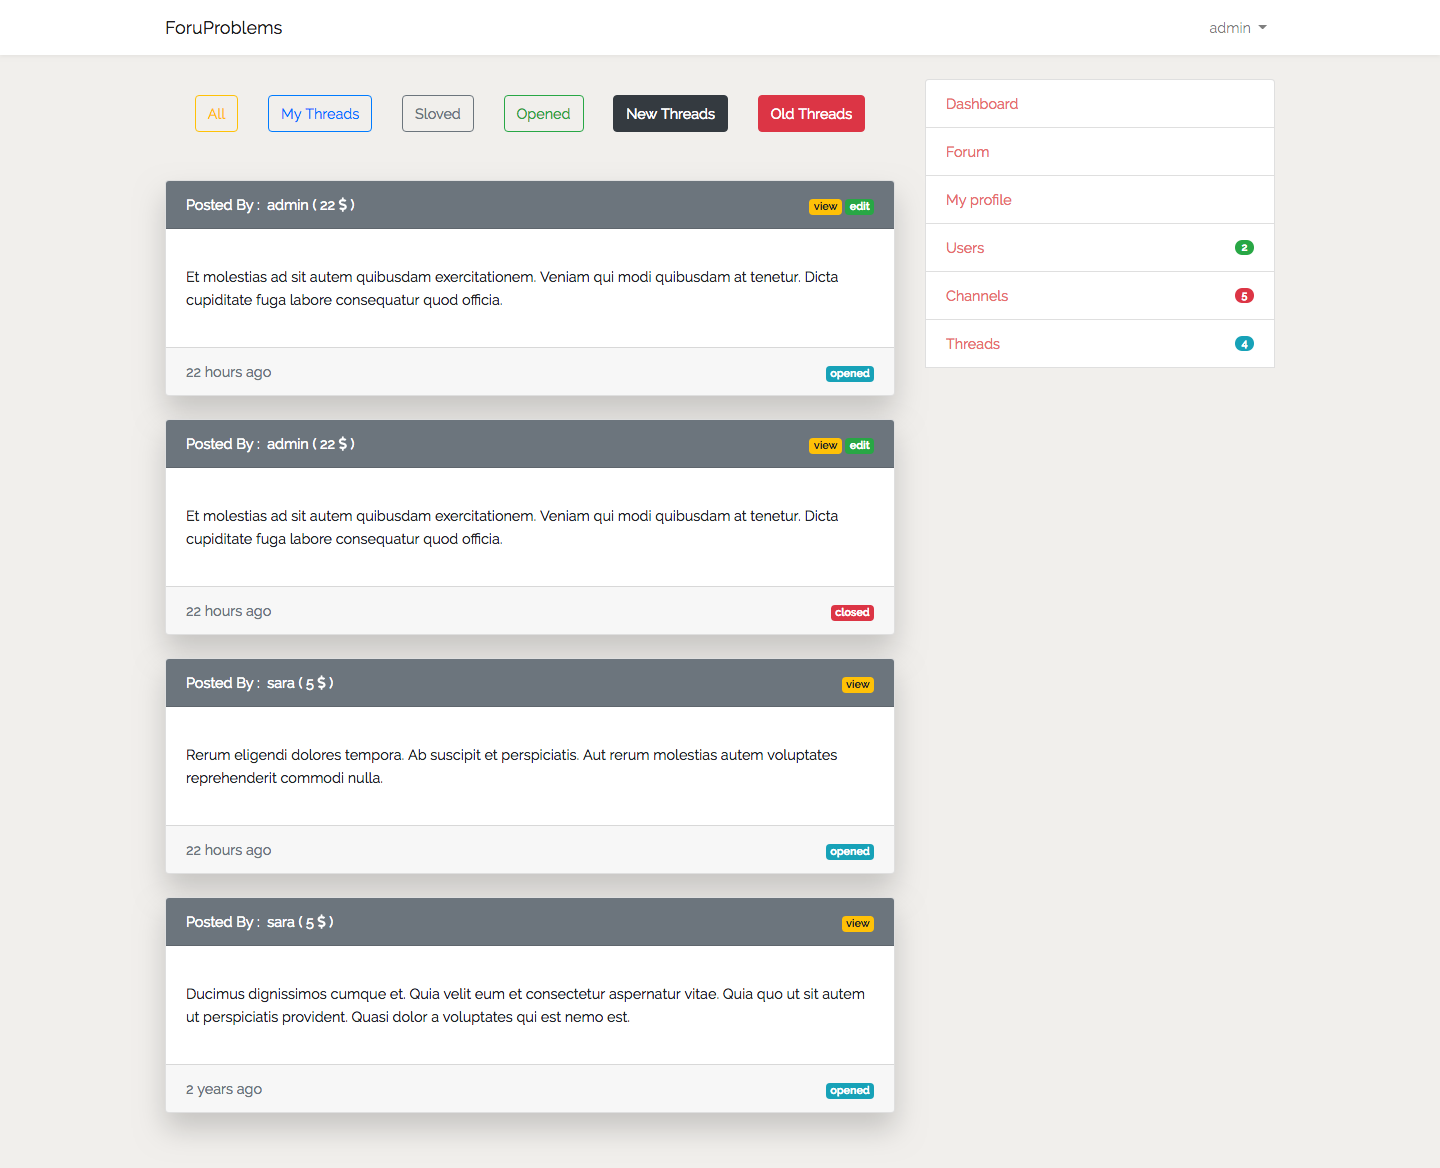 ForuProblems
admin
All
My Threads
Sloved
Opened
New Threads
Old Threads
Posted By : admin ( 22 $ )
view edit
Et molestias ad sit autem quibusdam exercitationem. Veniam qui modi quibusdam at tenetur. Dicta
cupiditate fuga labore consequatur quod officia.
22 hours ago
opened
Posted By : admin ( 22 $ )
view edit
Et molestias ad sit autem quibusdam exercitationem. Veniam qui modi quibusdam at tenetur. Dicta
cupiditate fuga labore consequatur quod officia.
22 hours ago
closed
Posted By : sara ( 5 $ )
view
Rerum eligendi dolores tempora. Ab suscipit et perspiciatis. Aut rerum molestias autem voluptates
reprehenderit commodi nulla.
22 hours ago
opened
Posted By : sara ( 5 $ )
view
Ducimus dignissimos cumque et. Quia velit eum et consectetur aspernatur vitae. Quia quo ut sit autem
ut perspiciatis provident. Quasi dolor a voluptates qui est nemo est.
2 years ago
opened
Dashboard
Forum
My profile
Users 2
Channels 5
Threads 4